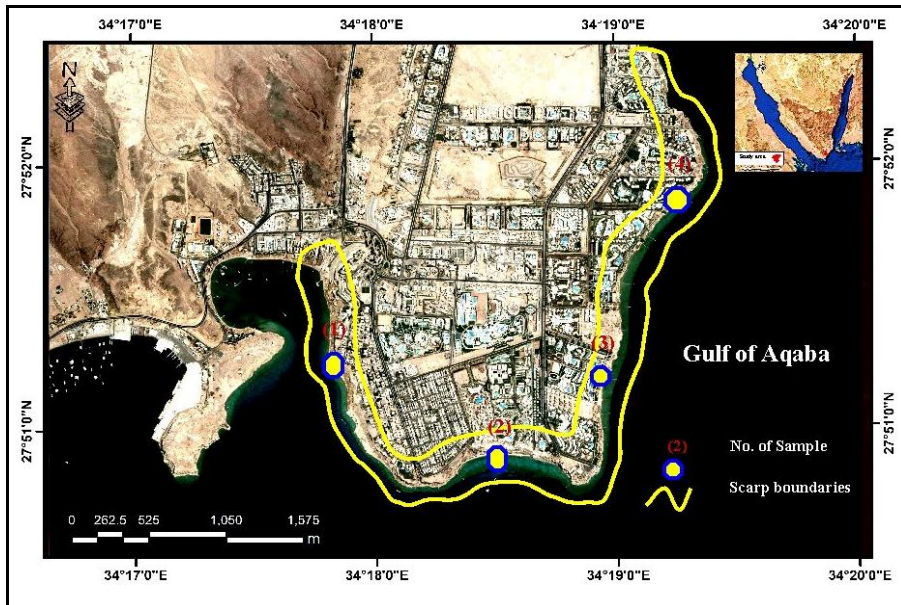 34°17'0"E 34°18'0"E 34°19'0"E 34°20'0"E
N
Study area
27°52'0"N 27°52'0"N
(4)
(1)
(3)
Gulf of Aqaba
27°51'0"N 27°51'0"N
(2)
(2) No. of Sample
Scarp boundaries
0 262.5 525 1,050 1,575
m
34°17'0"E 34°18'0"E 34°19'0"E 34°20'0"E